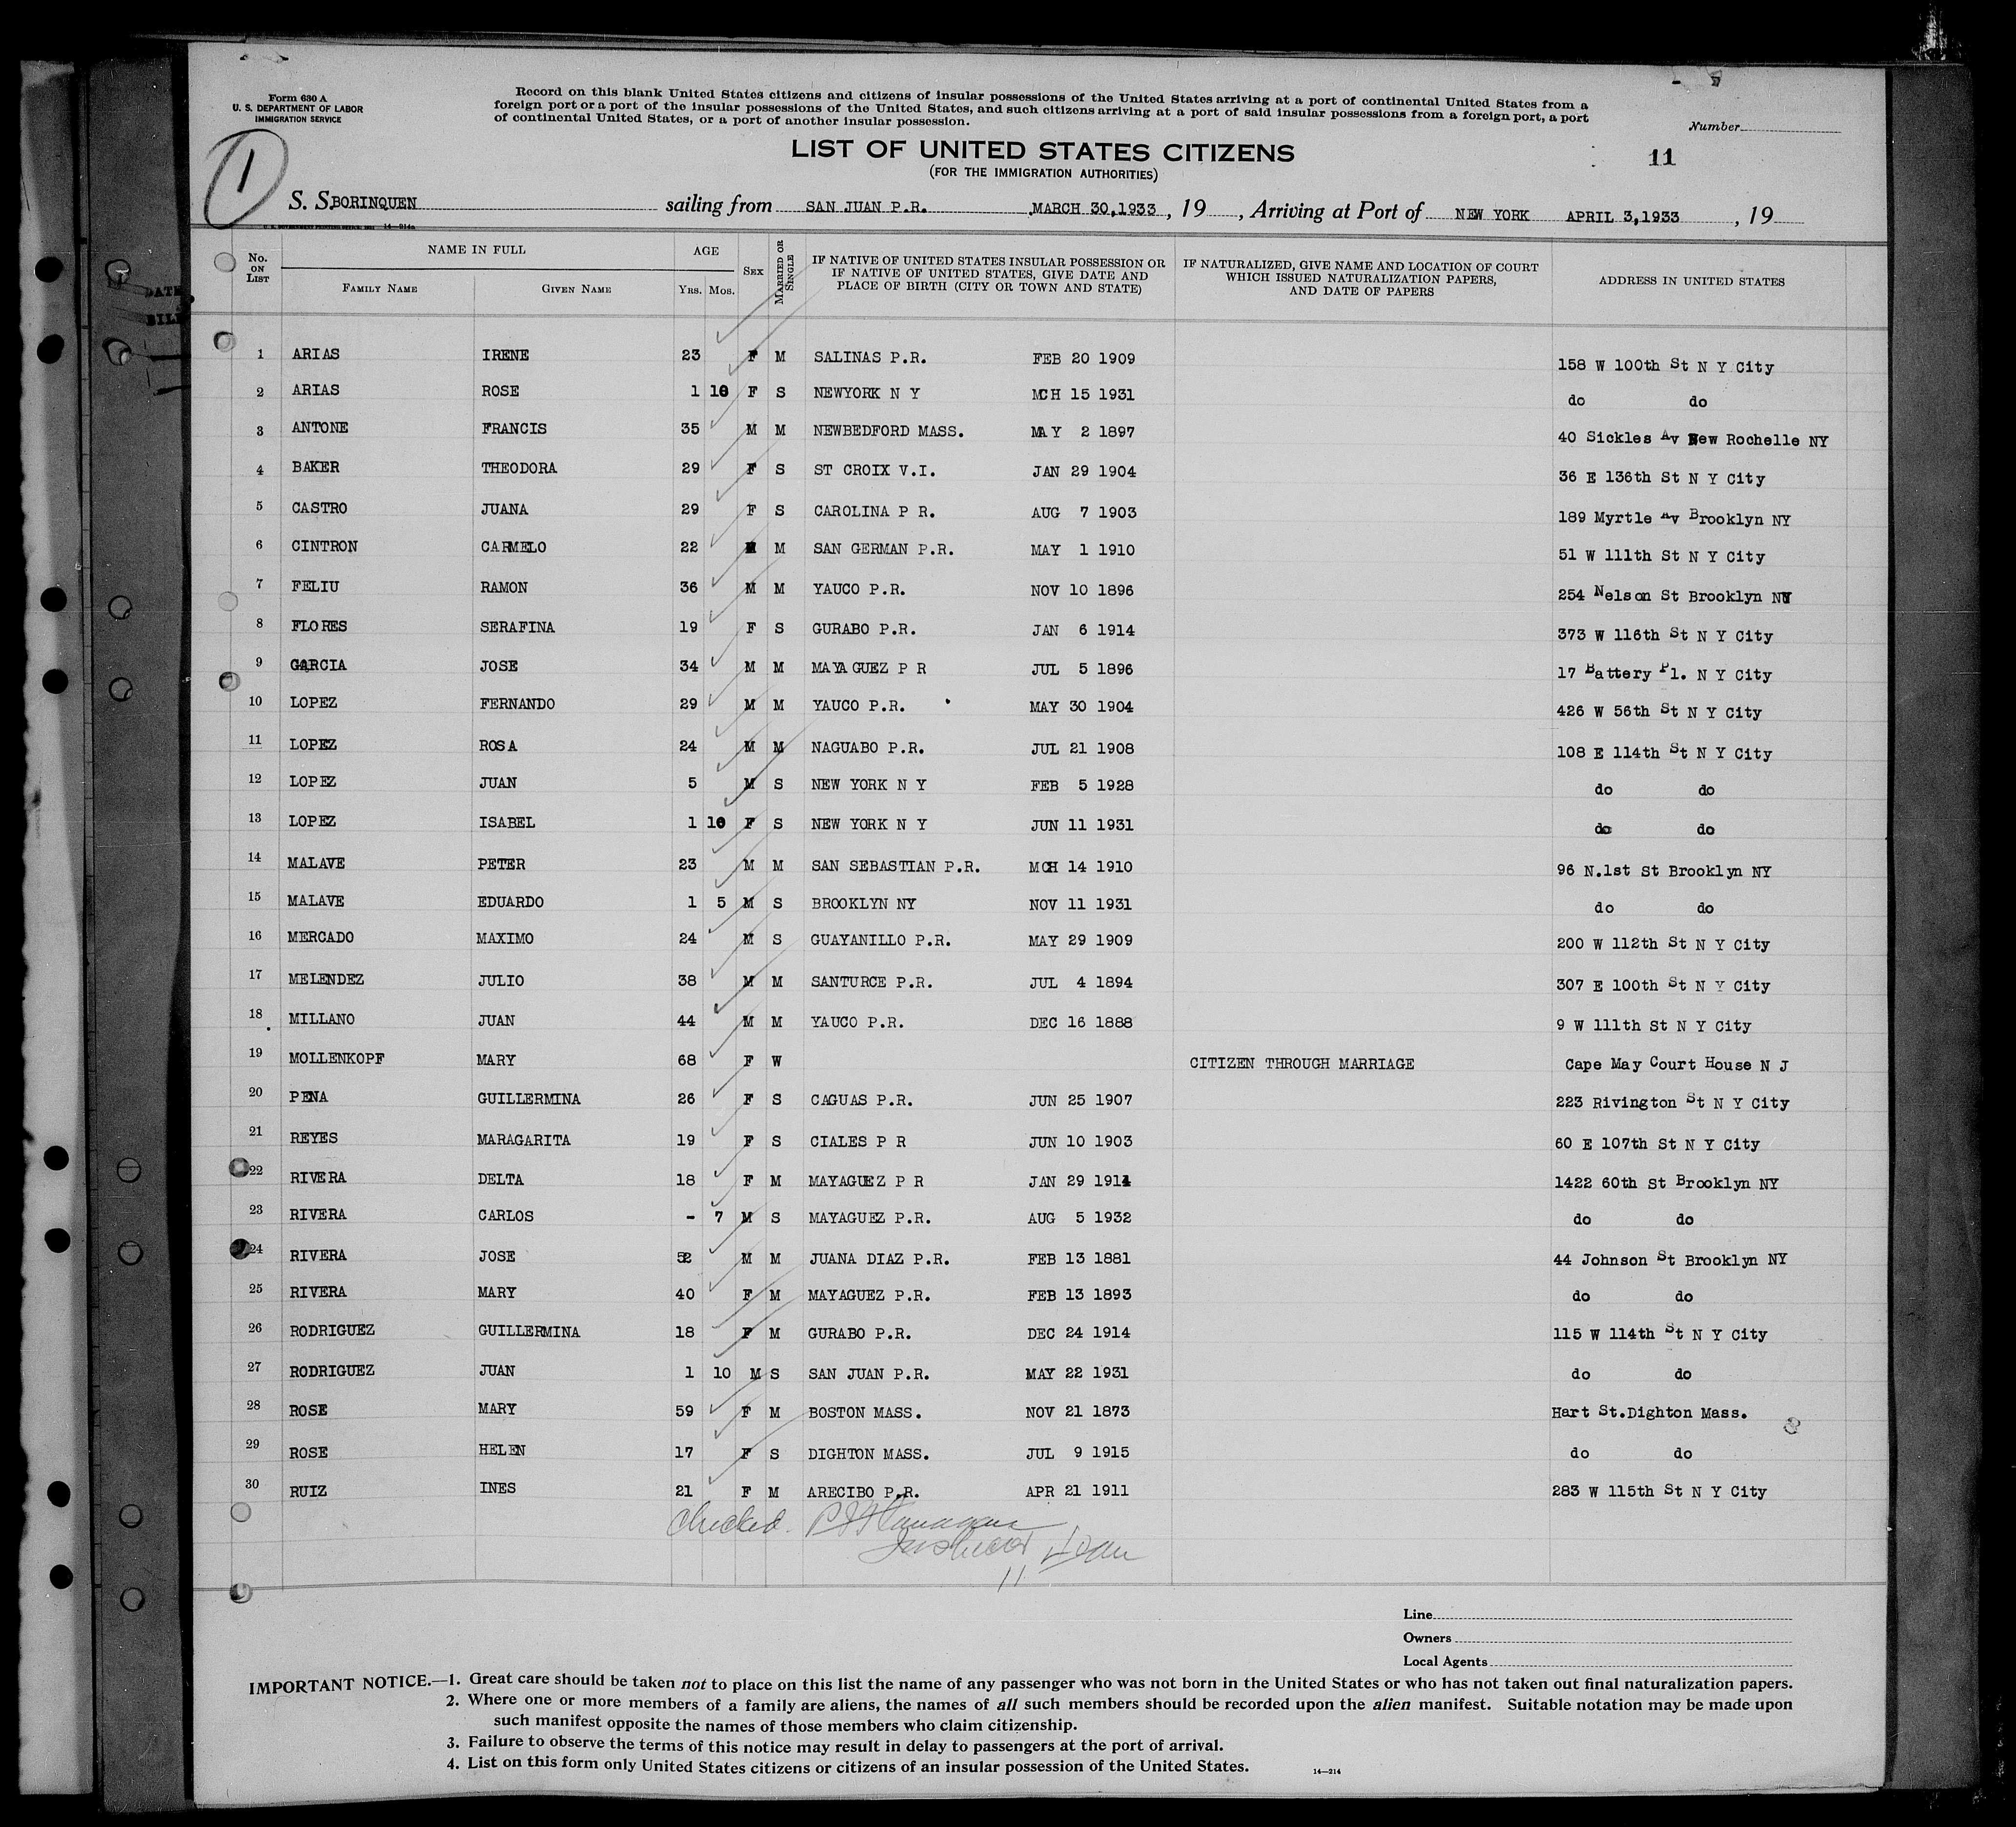 Form 630 A
U. S. DEPARTMENT OF LABOR
IMMIGRATION SERVICE
Record on this blank United States citizens and citizens of insular possessions of the United States arriving at a port of continental United States from a
foreign port or a port of the insular possessions of the United States, and such citizens arriving at a port of said insular possessions from a foreign port, a port
of continental United States, or a port of another insular possession.
Number
1
LIST OF UNITED STATES CITIZENS
11
(FOR THE IMMIGRATION AUTHORITIES)
S. S. BORINQUEN sailing from SAN JUAN P.R. MARCH 30,1933, 19 , Arriving at Port of NEW YORK APRIL 3,1933 , 19
No. ON LIST NAME IN FULL AGE SEX MARRIED OR SINGLE IF NATIVE OF UNITED STATES INSULAR POSSESSION OR IF NATIVE OF UNITED STATES, GIVE DATE AND PLACE OF BIRTH (CITY OR TOWN AND STATE) IF NATURALIZED, GIVE NAME AND LOCATION OF COURT WHICH ISSUED NATURALIZATION PAPERS, AND DATE OF PAPERS ADDRESS IN UNITED STATES
FAMILY NAME GIVEN NAME YRS. MOS.
DATE
1 ARIAS IRENE 23 F M SALINAS P.R. FEB 20 1909 158 W 100th St N Y City
2 ARIAS ROSE 1 10 F S NEWYORK N Y MCH 15 1931 do do
3 ANTONE FRANCIS 35 M M NEWBEDFORD MASS. MAY 2 1897 40 Sickles Av New Rochelle NY
4 BAKER THEODORA 29 F S ST CROIX V.I. JAN 29 1904 36 E 136th St N Y City
5 CASTRO JUANA 29 F S CAROLINA P R. AUG 7 1903 189 Myrtle Av Brooklyn NY
6 CINTRON CARMELO 22 M M SAN GERMAN P.R. MAY 1 1910 51 W 111th St N Y City
7 FELIU RAMON 36 M M YAUCO P.R. NOV 10 1896 254 Nelson St Brooklyn NY
8 FLORES SERAFINA 19 F S GURABO P.R. JAN 6 1914 373 W 116th St N Y City
9 GARCIA JOSE 34 M M MAYAGUEZ P R JUL 5 1896 17 Battery Pl. N Y City
10 LOPEZ FERNANDO 29 M M YAUCO P.R. MAY 30 1904 426 W 56th St N Y City
11 LOPEZ ROSA 24 M M NAGUABO P.R. JUL 21 1908 108 E 114th St N Y City
12 LOPEZ JUAN 5 M S NEW YORK N Y FEB 5 1928 do do
13 LOPEZ ISABEL 1 10 F S NEW YORK N Y JUN 11 1931 do do
14 MALAVE PETER 23 M M SAN SEBASTIAN P.R. MCH 14 1910 96 N.1st St Brooklyn NY
15 MALAVE EDUARDO 1 5 M S BROOKLYN NY NOV 11 1931 do do
16 MERCADO MAXIMO 24 M S GUAYANILLO P.R. MAY 29 1909 200 W 112th St N Y City
17 MELENDEZ JULIO 38 M M SANTURCE P.R. JUL 4 1894 307 E 100th St N Y City
18 MILLANO JUAN 44 M M YAUCO P.R. DEC 16 1888 9 W 111th St N Y City
19 MOLLENKOPF MARY 68 F W CITIZEN THROUGH MARRIAGE Cape May Court House N J
20 PENA GUILLERMINA 26 F S CAGUAS P.R. JUN 25 1907 223 Rivington St N Y City
21 REYES MARAGARITA 19 F S CIALES P R JUN 10 1903 60 E 107th St N Y City
22 RIVERA DELTA 18 F M MAYAGUEZ P R JAN 29 1914 1422 60th St Brooklyn NY
23 RIVERA CARLOS - 7 M S MAYAGUEZ P.R. AUG 5 1932 do do
24 RIVERA JOSE 52 M M JUANA DIAZ P.R. FEB 13 1881 44 Johnson St Brooklyn NY
25 RIVERA MARY 40 F M MAYAGUEZ P.R. FEB 13 1893 do do
26 RODRIGUEZ GUILLERMINA 18 F M GURABO P.R. DEC 24 1914 115 W 114th St N Y City
27 RODRIGUEZ JUAN 1 10 M S SAN JUAN P.R. MAY 22 1931 do do
28 ROSE MARY 59 F M BOSTON MASS. NOV 21 1873 Hart St.Dighton Mass.
29 ROSE HELEN 17 F S DIGHTON MASS. JUL 9 1915 do do
30 RUIZ INES 21 F M ARECIBO P.R. APR 21 1911 283 W 115th St N Y City
Checked.
Inspector
11
Line
Owners
Local Agents
IMPORTANT NOTICE.—1. Great care should be taken not to place on this list the name of any passenger who was not born in the United States or who has not taken out final naturalization papers.
2. Where one or more members of a family are aliens, the names of all such members should be recorded upon the alien manifest. Suitable notation may be made upon
such manifest opposite the names of those members who claim citizenship.
3. Failure to observe the terms of this notice may result in delay to passengers at the port of arrival.
4. List on this form only United States citizens or citizens of an insular possession of the United States.
14—214